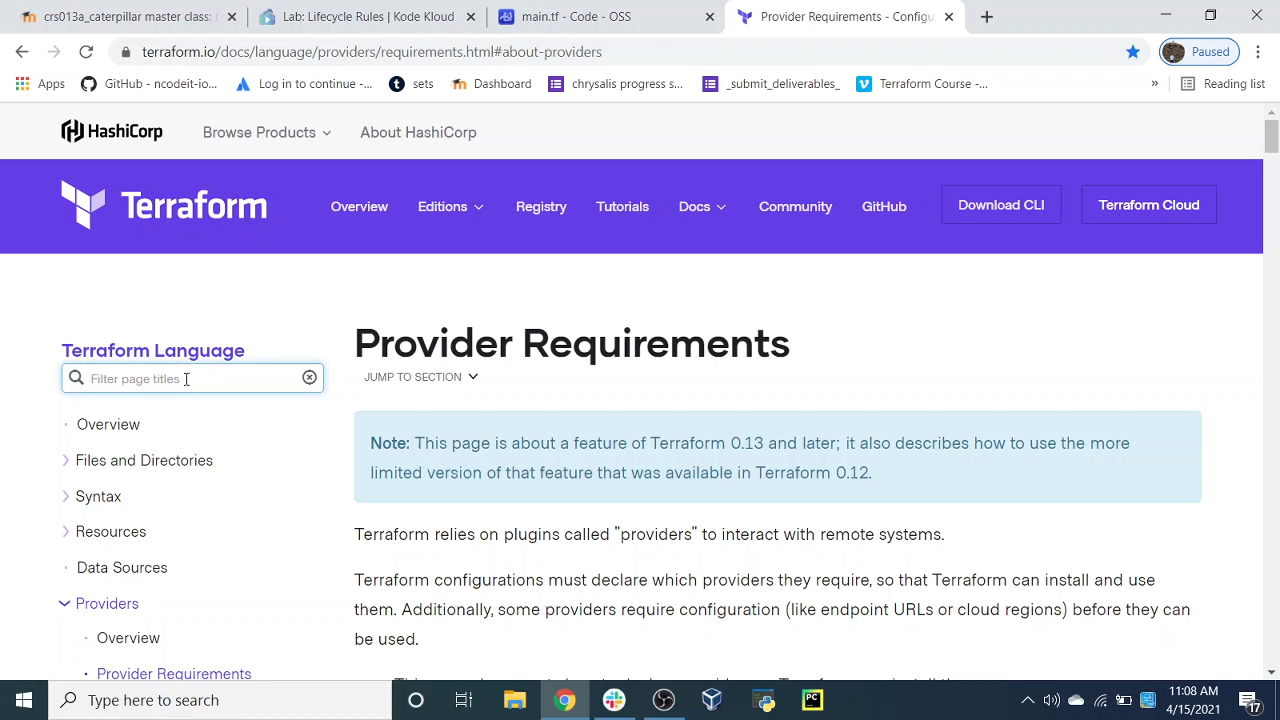 crs013a_caterpillar master class: t
Lab: Lifecycle Rules | Kode Kloud
main.tf - Code - OSS
Provider Requirements - Configu
terraform.io/docs/language/providers/requirements.html#about-providers
Paused
Apps
GitHub - ncodeit-io...
Log in to continue -...
sets
Dashboard
chrysalis progress s...
_submit_deliverables_
Terraform Course -...
»
Reading list
HashiCorp
Browse Products
About HashiCorp
Terraform
Overview
Editions
Registry
Tutorials
Docs
Community
GitHub
Download CLI
Terraform Cloud
Terraform Language
Filter page titles
Overview
Files and Directories
Syntax
Resources
Data Sources
Providers
Overview
Provider Requirements
Provider Requirements
JUMP TO SECTION
Note: This page is about a feature of Terraform 0.13 and later; it also describes how to use the more
limited version of that feature that was available in Terraform 0.12.
Terraform relies on plugins called "providers" to interact with remote systems.
Terraform configurations must declare which providers they require, so that Terraform can install and use
them. Additionally, some providers require configuration (like endpoint URLs or cloud regions) before they can
be used.
Type here to search
PC
11:08 AM
4/15/2021
17